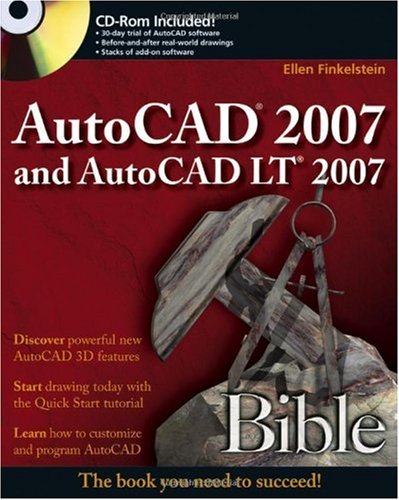 CD-Rom Included!
• 30-day trial of AutoCAD software
• Before-and-after real-world drawings
• Stacks of add-on software
Ellen Finkelstein
AutoCAD® 2007
and AutoCAD LT® 2007
Discover powerful new
AutoCAD 3D features
Start drawing today with
the Quick Start tutorial
Learn how to customize
and program AutoCAD
Bible
The book you need to succeed!